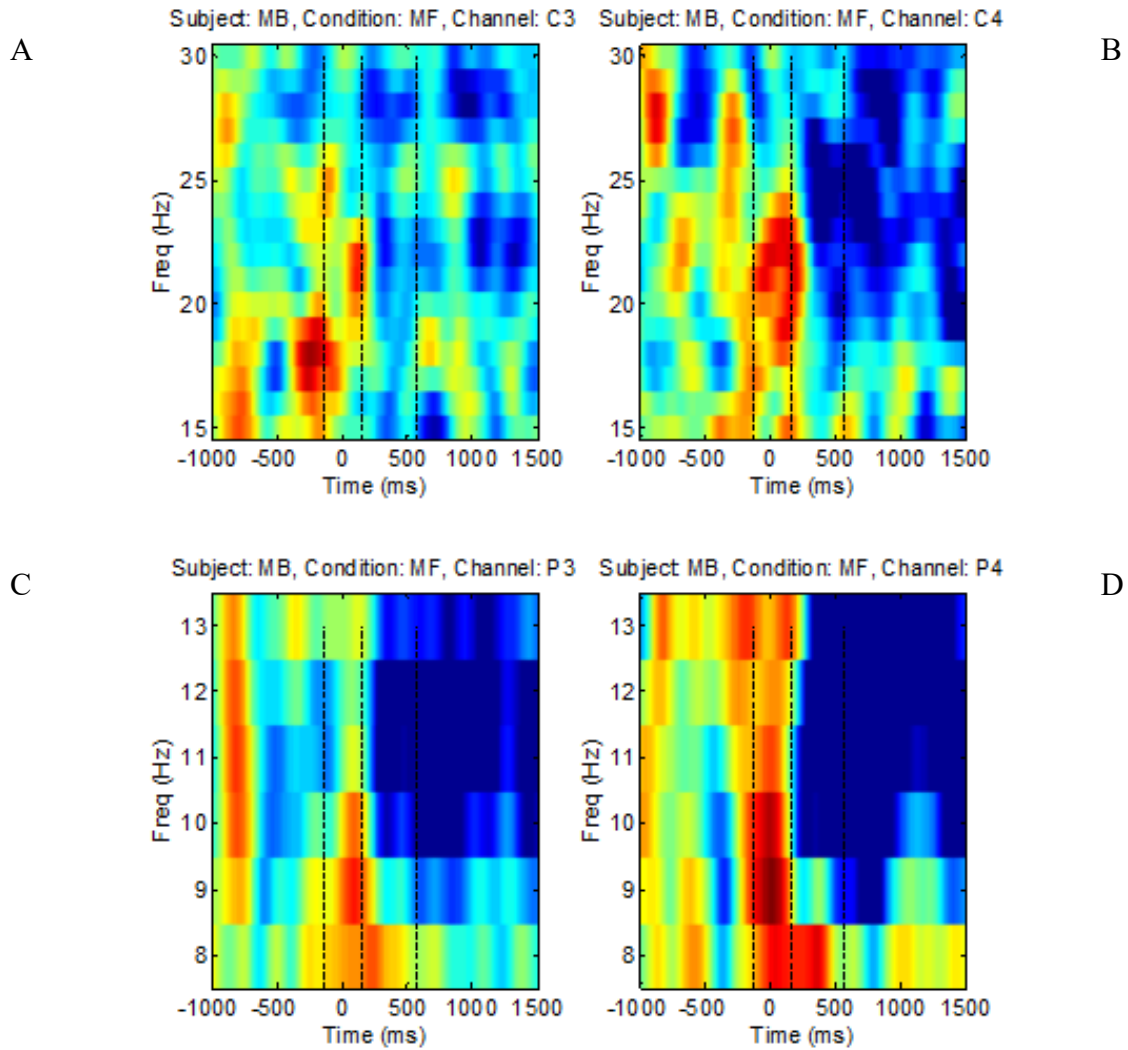 Subject: MB, Condition: MF, Channel: C3
Subject: MB, Condition: MF, Channel: C4
A
B
30
25
20
15
Freq (Hz)
-1000 -500 0 500 1000 1500
Time (ms)
30
25
20
15
Freq (Hz)
-1000 -500 0 500 1000 1500
Time (ms)
Subject: MB, Condition: MF, Channel: P3
Subject: MB, Condition: MF, Channel: P4
C
D
13
12
11
10
9
8
Freq (Hz)
-1000 -500 0 500 1000 1500
Time (ms)
13
12
11
10
9
8
Freq (Hz)
-1000 -500 0 500 1000 1500
Time (ms)